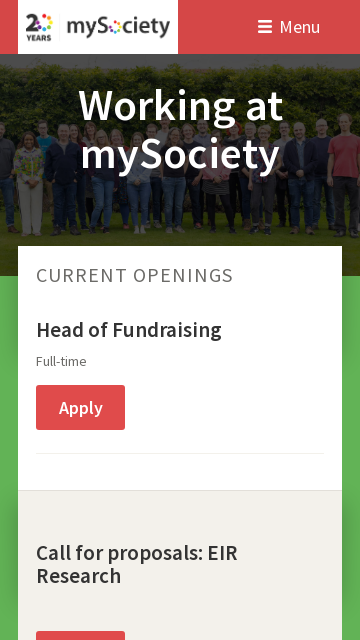 20 YEARS mySociety
Menu
Working at
mySociety
CURRENT OPENINGS
Head of Fundraising
Full-time
Apply
Call for proposals: EIR
Research